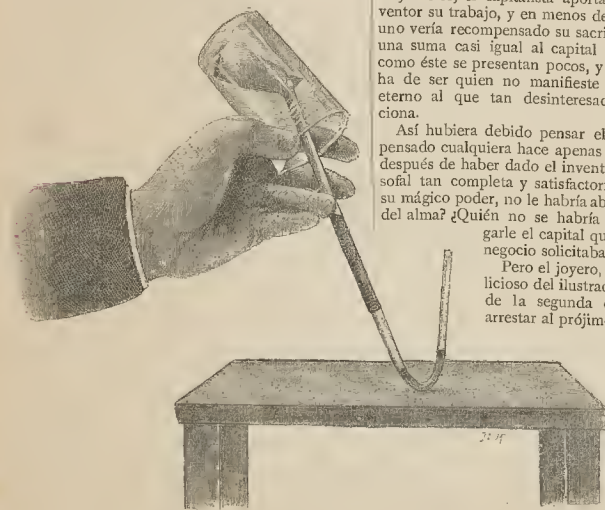 ventor su trabajo, y en menos de
uno vería recompensado su sacri
una suma casi igual al capital
como éste se presentan pocos, y
ha de ser quien no manifieste
eterno al que tan desinteresad
ciona.
Así hubiera debido pensar el
pensado cualquiera hace apenas
después de haber dado el invent
sofal tan completa y satisfactor
su mágico poder, no le habría ab
del alma? ¿Quién no se habría
garle el capital qu
negocio solicitaba
Pero el joyero,
licioso del ilustrad
de la segunda
arrestar al prójim